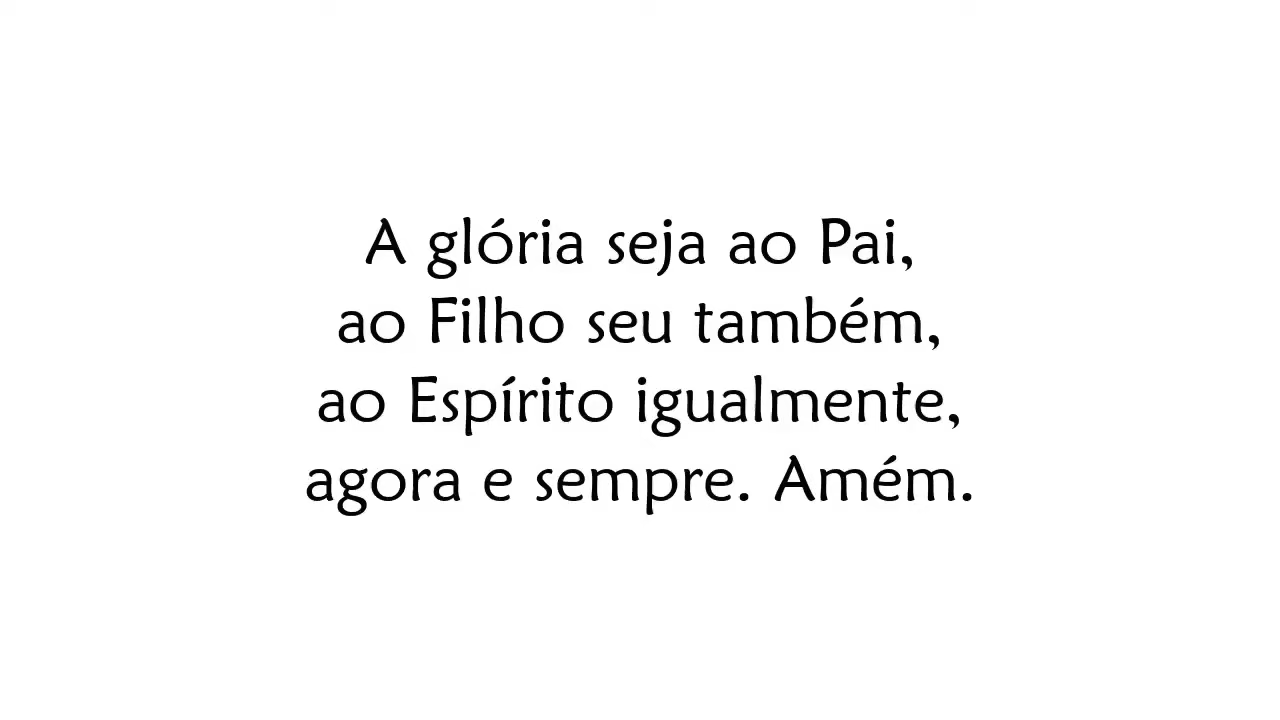 A glória seja ao Pai,
ao Filho seu também,
ao Espírito igualmente,
agora e sempre. Amém.